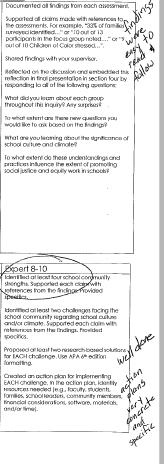 Documented all findings from each assessment.
Supported all claims made with references to
the assessments. For example, "33% of families
surveyed identified..." or "10 out of 13
participants in the focus group noted..." or "9
out of 10 Children of Color stressed...".
Shared findings with your supervisor.
Reflected on the discussion and embedded this
reflection in final presentation in section four by
responding to all of the following questions:
What did you learn about each group
throughout this inquiry? Any surprises?
To what extent are there new questions you
would like to ask based on the findings?
What are you learning about the significance of
school culture and climate?
To what extent do these understandings and
practices influence the extent of promoting
social justice and equity work in schools?
findings
were
so
easy to
follow
Expert 8-10
Identified at least four school community
strengths. Supported each claim with
references from the findings. Provided
specifics.
Identified at least two challenges facing the
school community regarding school culture
and/or climate. Supported each claim with
references from the findings. Provided
specifics.
Proposed at least two research-based solutions
for EACH challenge. Use APA 6th edition
formatting.
Created an action plan for implementing
EACH challenge. In the action plan, identify
resources needed (e.g., faculty, students,
families, school leaders, community members,
financial considerations, software, materials,
and/or time).
well done
action
plans
were
concrete
and
specific